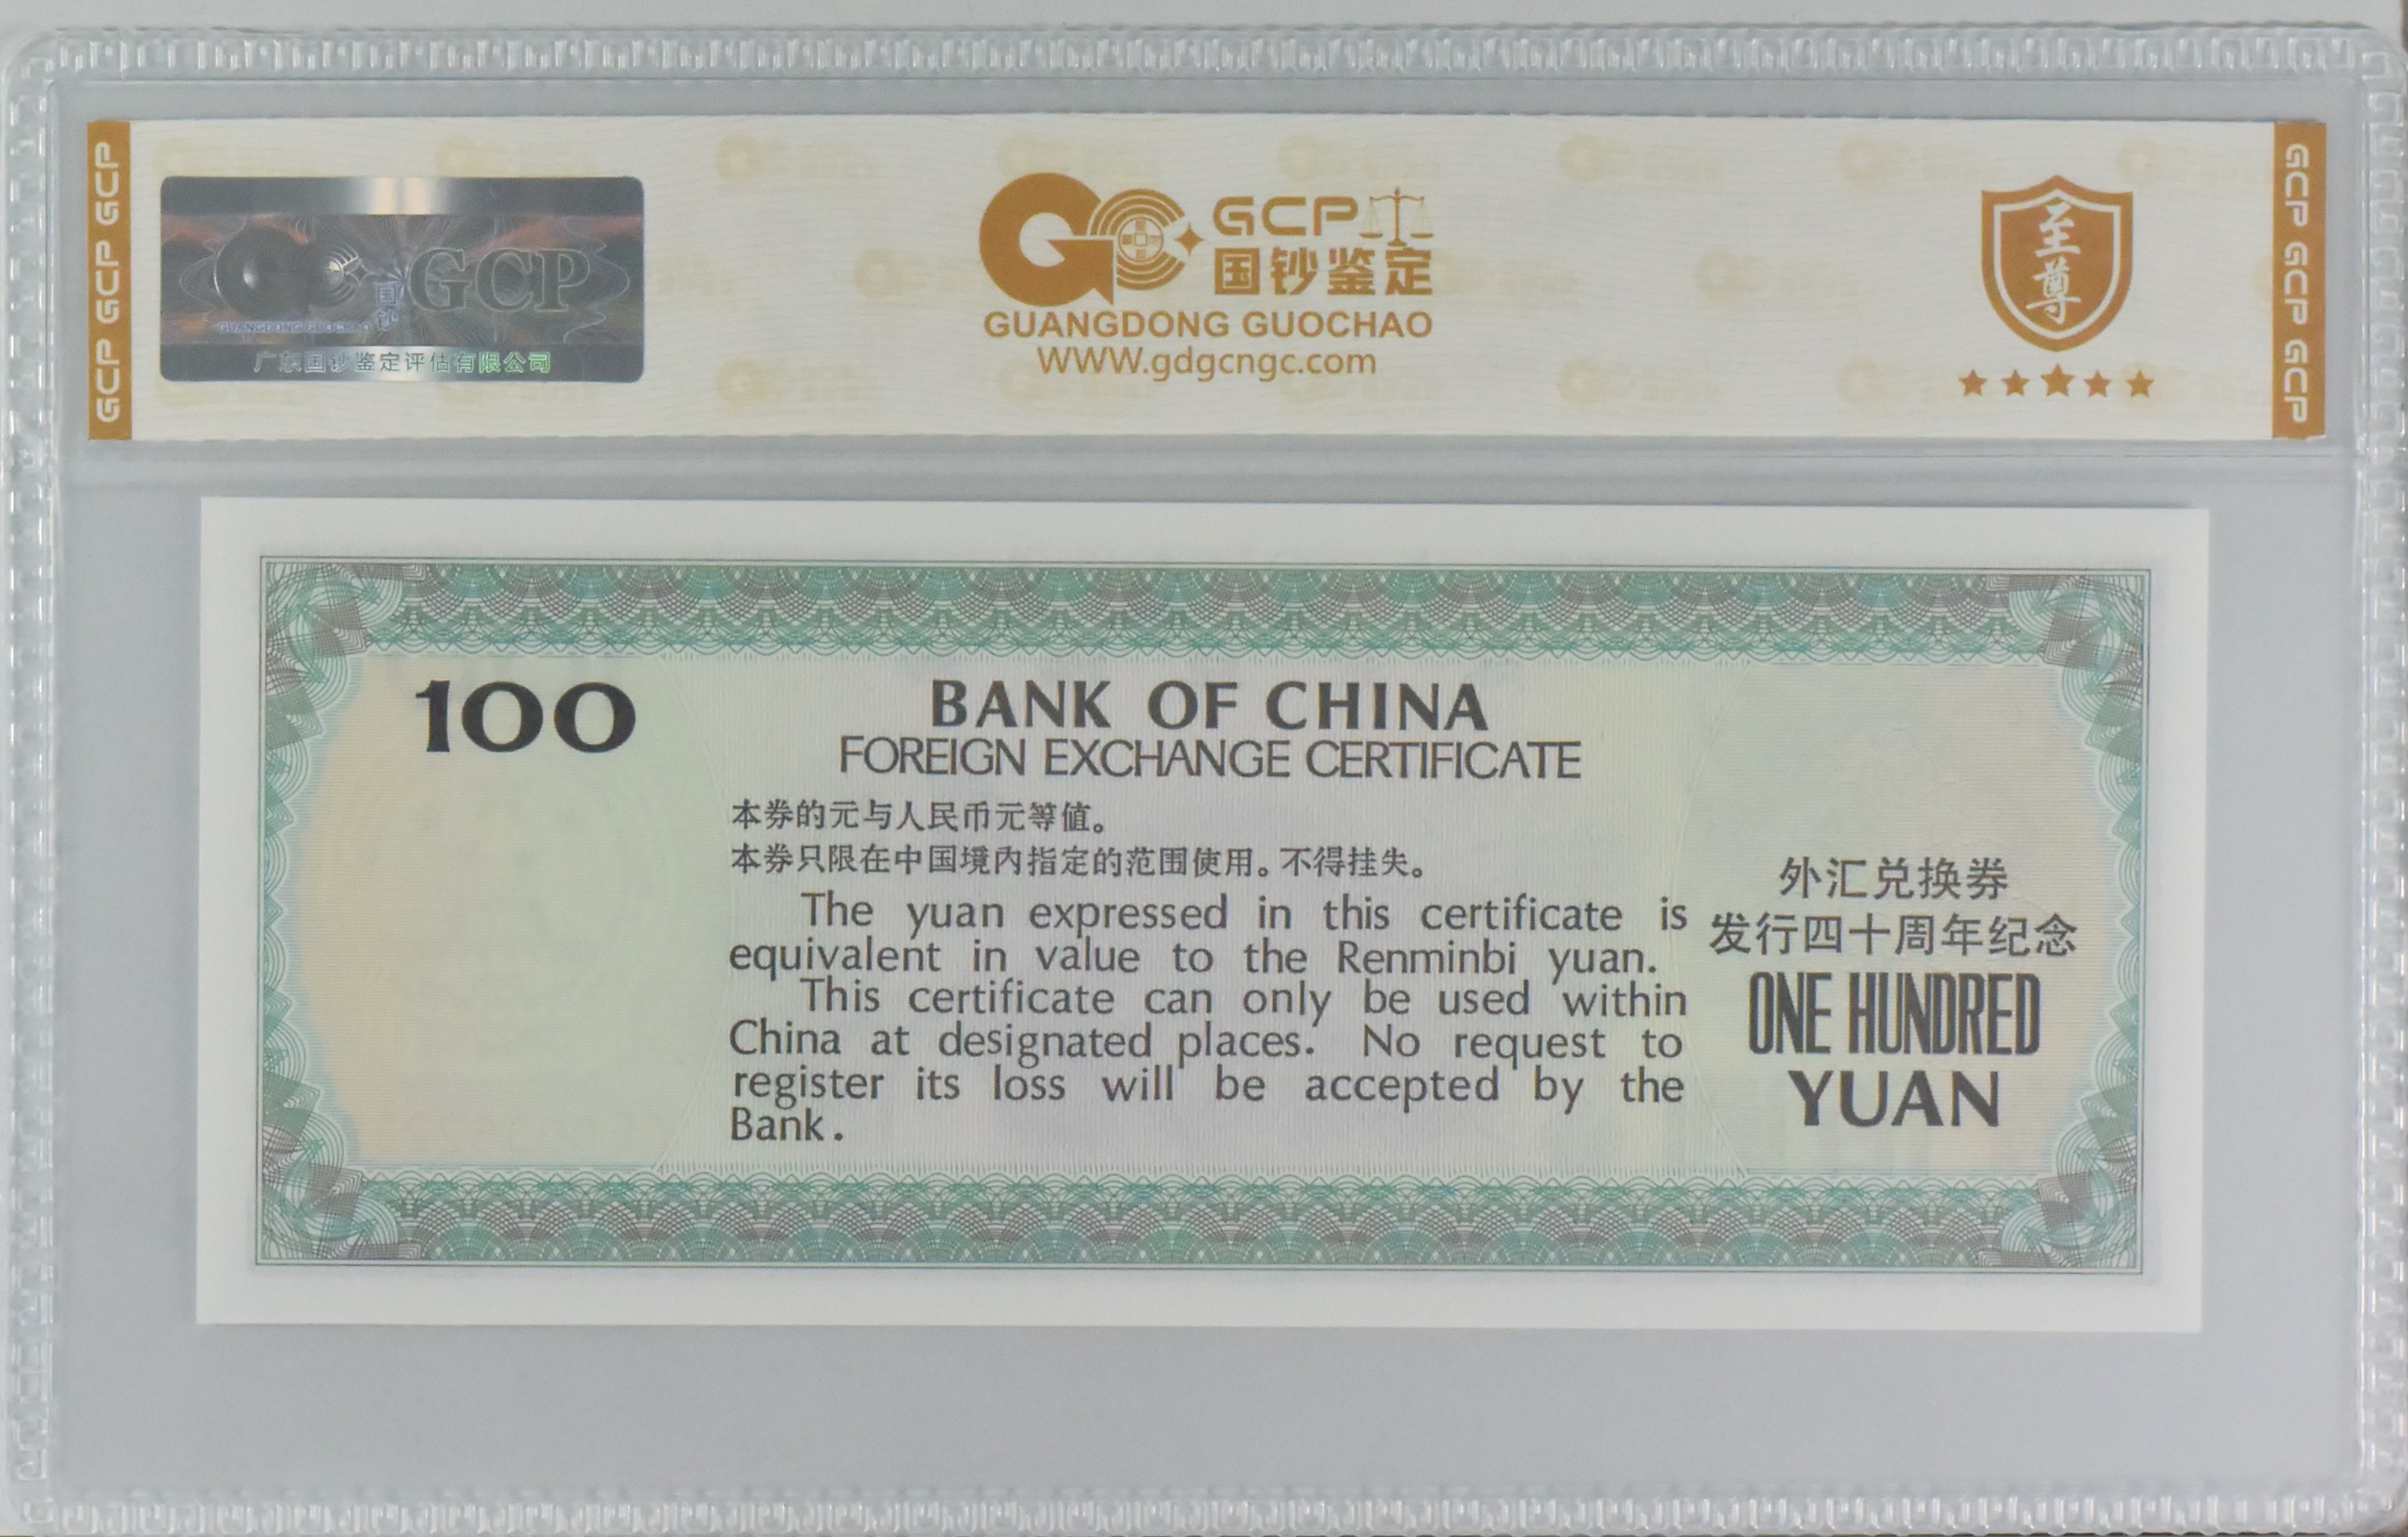 GCP GCP GCP
GCP
国钞
GUANGDONG GUOCHAO
广东国钞鉴定评估有限公司
GCP
国钞鉴定
GUANGDONG GUOCHAO
WWW.gdgcngc.com
至尊
GCP GCP GCP
100
BANK OF CHINA
FOREIGN EXCHANGE CERTIFICATE
本券的元与人民币元等值。
本券只限在中国境内指定的范围使用。不得挂失。
The yuan expressed in this certificate is
equivalent in value to the Renminbi yuan.
This certificate can only be used within
China at designated places. No request to
register its loss will be accepted by the
Bank.
外汇兑换券
发行四十周年纪念
ONE HUNDRED
YUAN